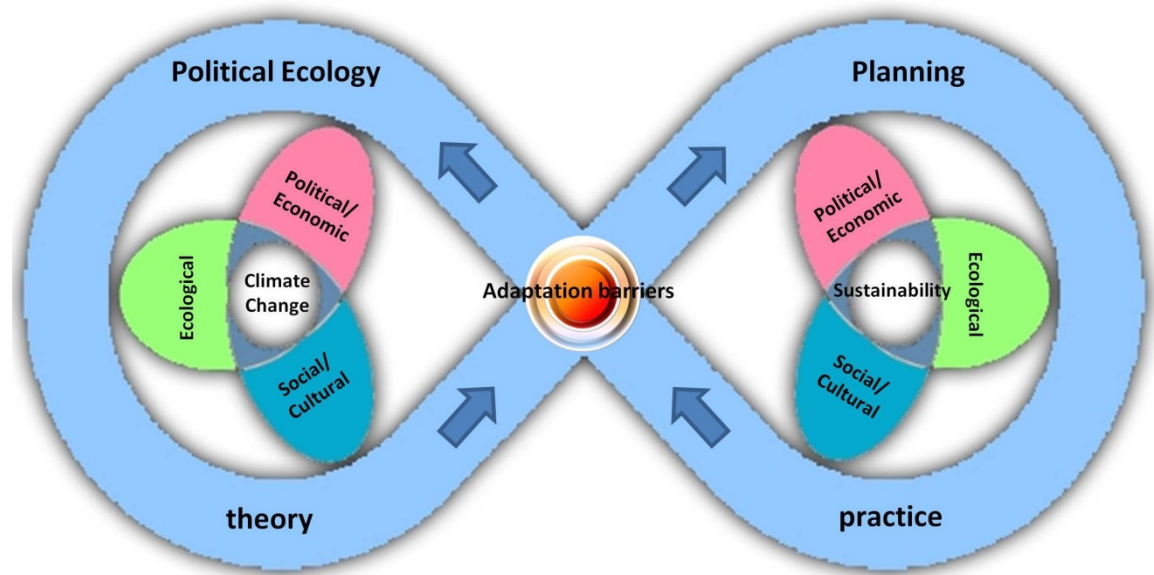 Political Ecology
Planning
Political/
Economic
Ecological
Climate
Change
Social/
Cultural
Adaptation barriers
Political/
Economic
Sustainability
Ecological
Social/
Cultural
theory
practice